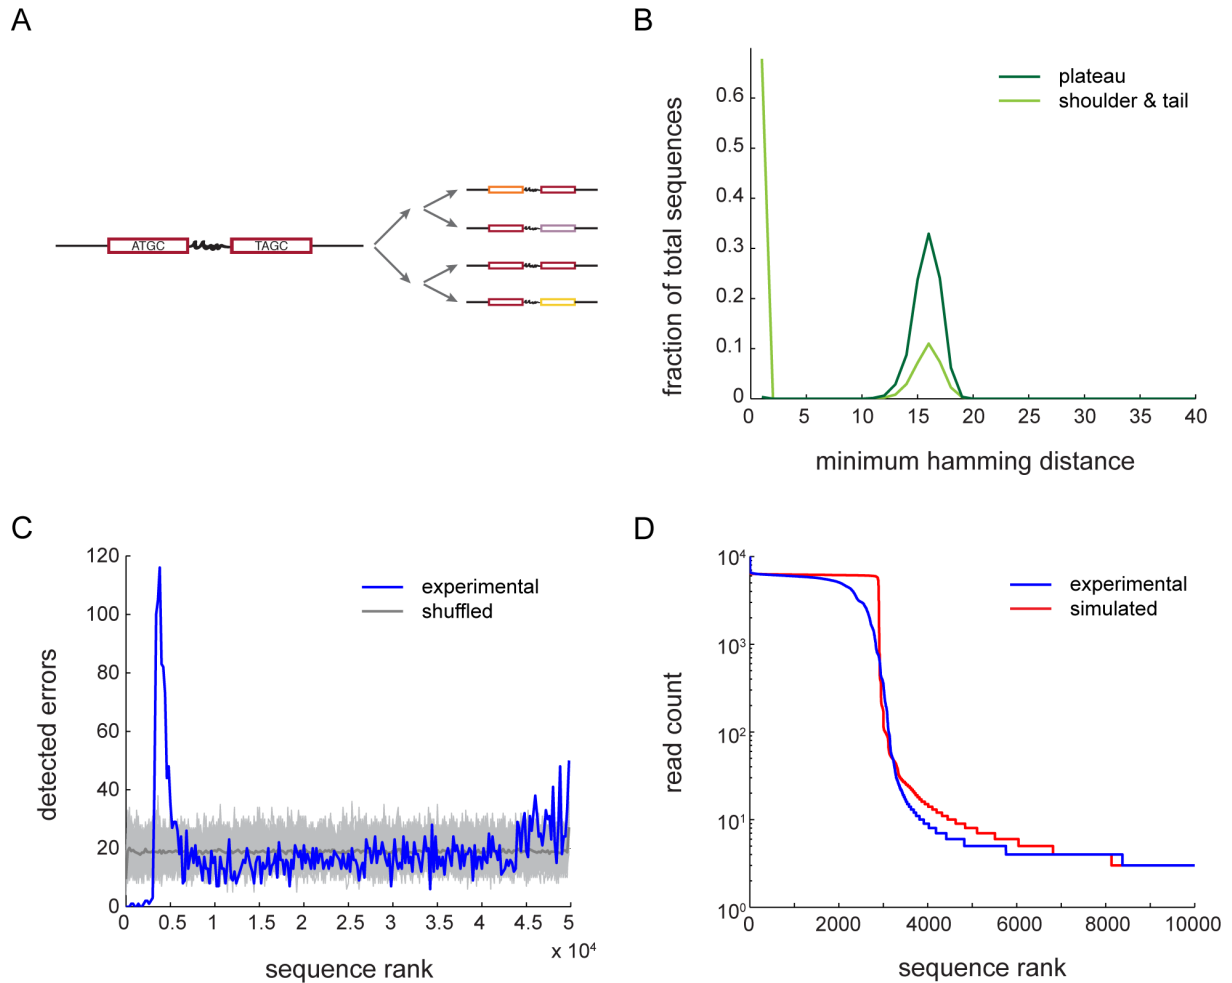 A
ATGC
TAGC
B
plateau
shoulder & tail
fraction of total sequences
0.6
0.5
0.4
0.3
0.2
0.1
0
0 5 10 15 20 25 30 35 40
minimum hamming distance
C
experimental
shuffled
detected errors
120
100
80
60
40
20
0
0 0.5 1 1.5 2 2.5 3 3.5 4 4.5 5
x 10⁴
sequence rank
D
experimental
simulated
read count
10⁴
10³
10²
10¹
10⁰
0 2000 4000 6000 8000 10000
sequence rank